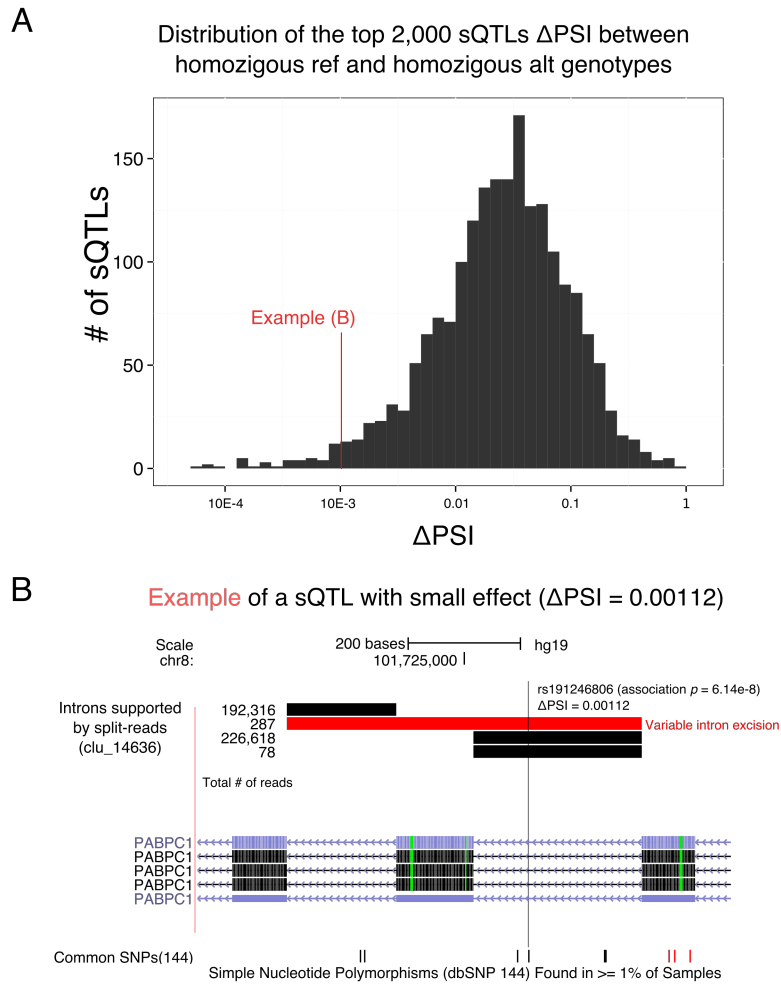 A
Distribution of the top 2,000 sQTLs ΔPSI between
homozigous ref and homozigous alt genotypes
# of sQTLs
150
100
50
0
Example (B)
10E-4
10E-3
0.01
0.1
1
ΔPSI
B
Example of a sQTL with small effect (ΔPSI = 0.00112)
Scale
200 bases
hg19
chr8:
101,725,000
rs191246806 (association p = 6.14e-8)
ΔPSI = 0.00112
Introns supported
by split-reads
(clu_14636)
192,316
287
226,618
78
Variable intron excision
Total # of reads
PABPC1
PABPC1
PABPC1
PABPC1
PABPC1
Common SNPs(144)
Simple Nucleotide Polymorphisms (dbSNP 144) Found in >= 1% of Samples